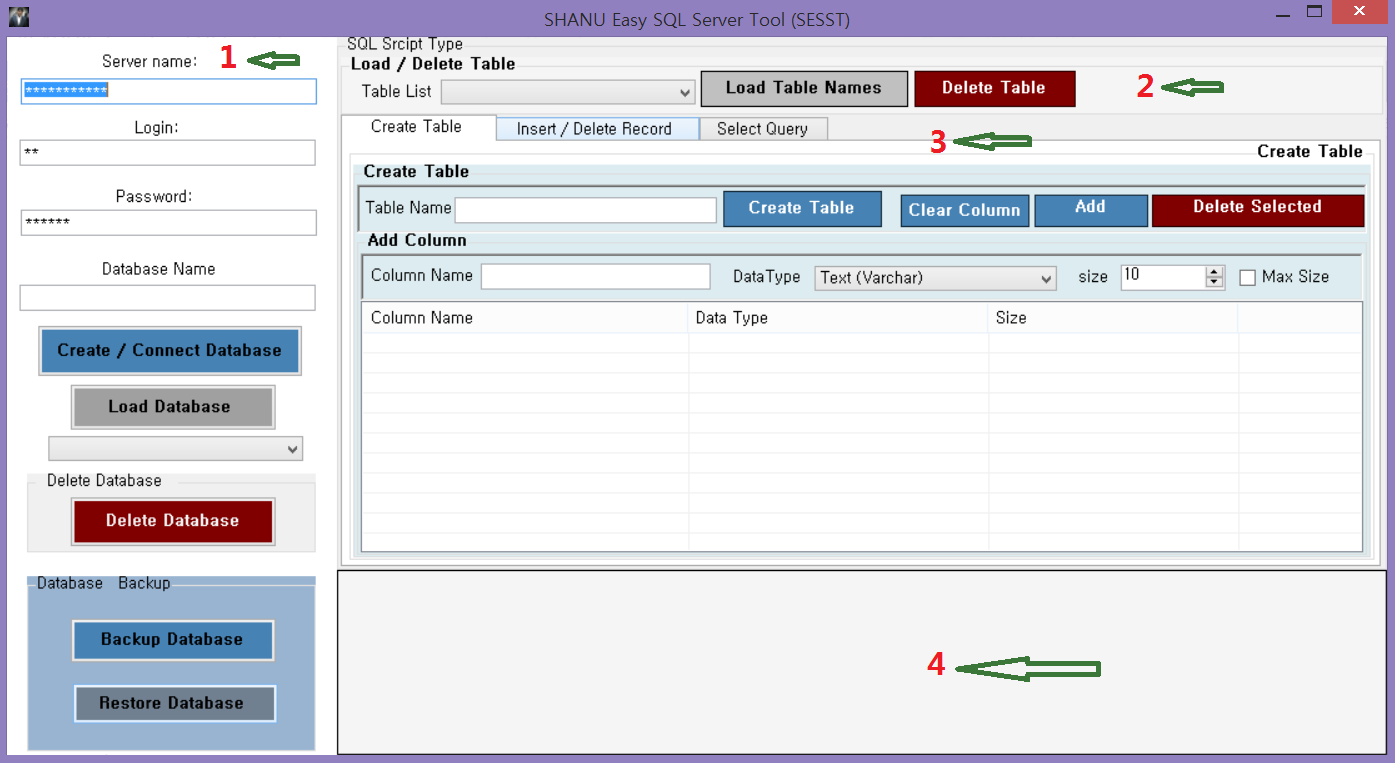 SHANU Easy SQL Server Tool (SESST)
Server name: 1
***********
Login:
**
Password:
******
Database Name
Create / Connect Database
Load Database
Delete Database
Delete Database
Database Backup
Backup Database
Restore Database
SQL Srcipt Type
Load / Delete Table
Table List Load Table Names Delete Table 2
Create Table Insert / Delete Record Select Query 3
Create Table
Create Table
Table Name Create Table Clear Column Add Delete Selected
Add Column
Column Name DataType Text (Varchar) size 10 Max Size
Column Name Data Type Size
4